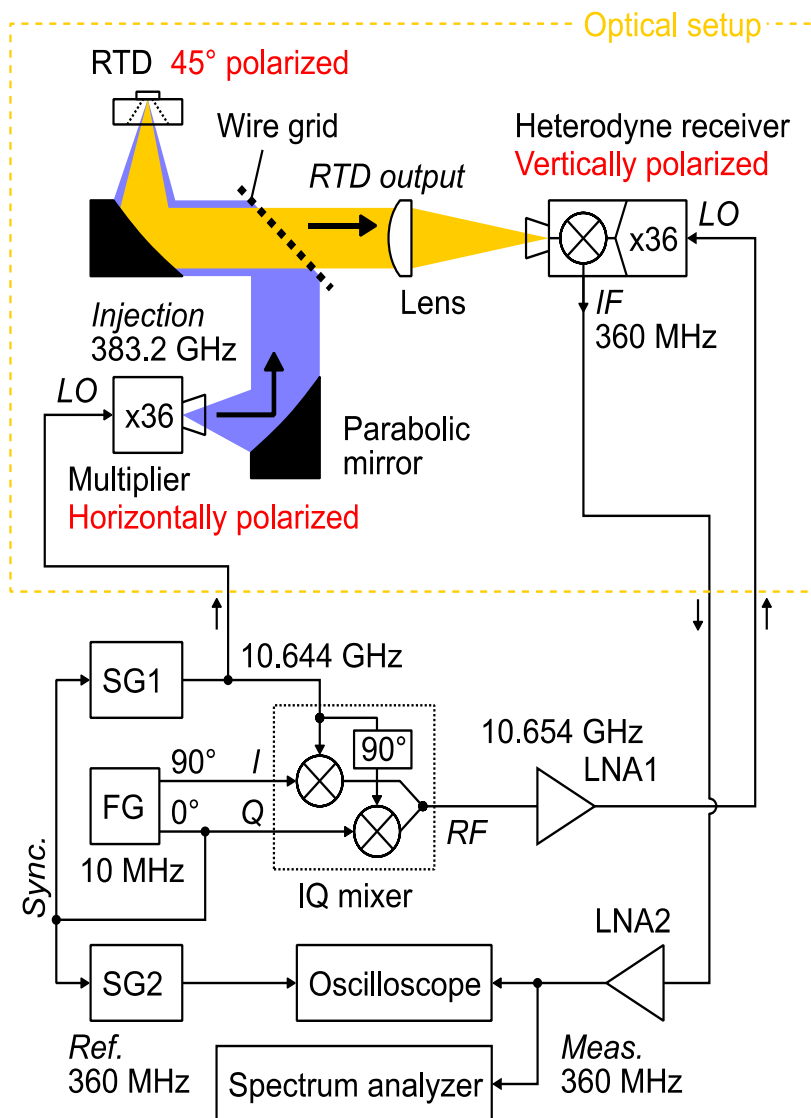 Optical setup
RTD 45° polarized
Wire grid
RTD output
Heterodyne receiver
Vertically polarized
LO
x36
Lens
IF
360 MHz
Injection
383.2 GHz
LO
x36
Parabolic
mirror
Multiplier
Horizontally polarized
SG1
10.644 GHz
90°
10.654 GHz
LNA1
FG
90° I
0° Q
10 MHz
RF
IQ mixer
Sync.
LNA2
SG2
Oscilloscope
Ref.
360 MHz
Meas.
360 MHz
Spectrum analyzer